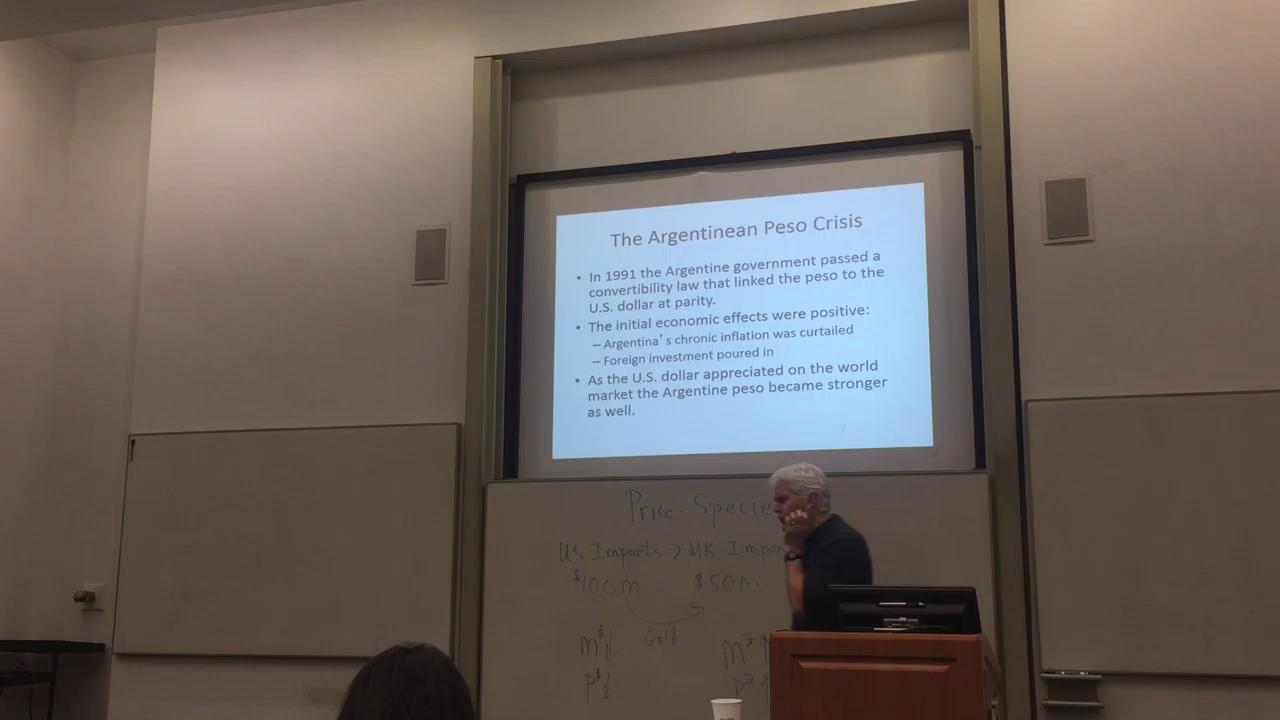 The Argentinean Peso Crisis
• In 1991 the Argentine government passed a
convertibility law that linked the peso to the
U.S. dollar at parity.
• The initial economic effects were positive:
– Argentina's chronic inflation was curtailed
– Foreign investment poured in
• As the U.S. dollar appreciated on the world
market the Argentine peso became stronger
as well.
Price-Specie
US Imports > UK Impor
$100m $50m
Gold
m$↓
p$↓